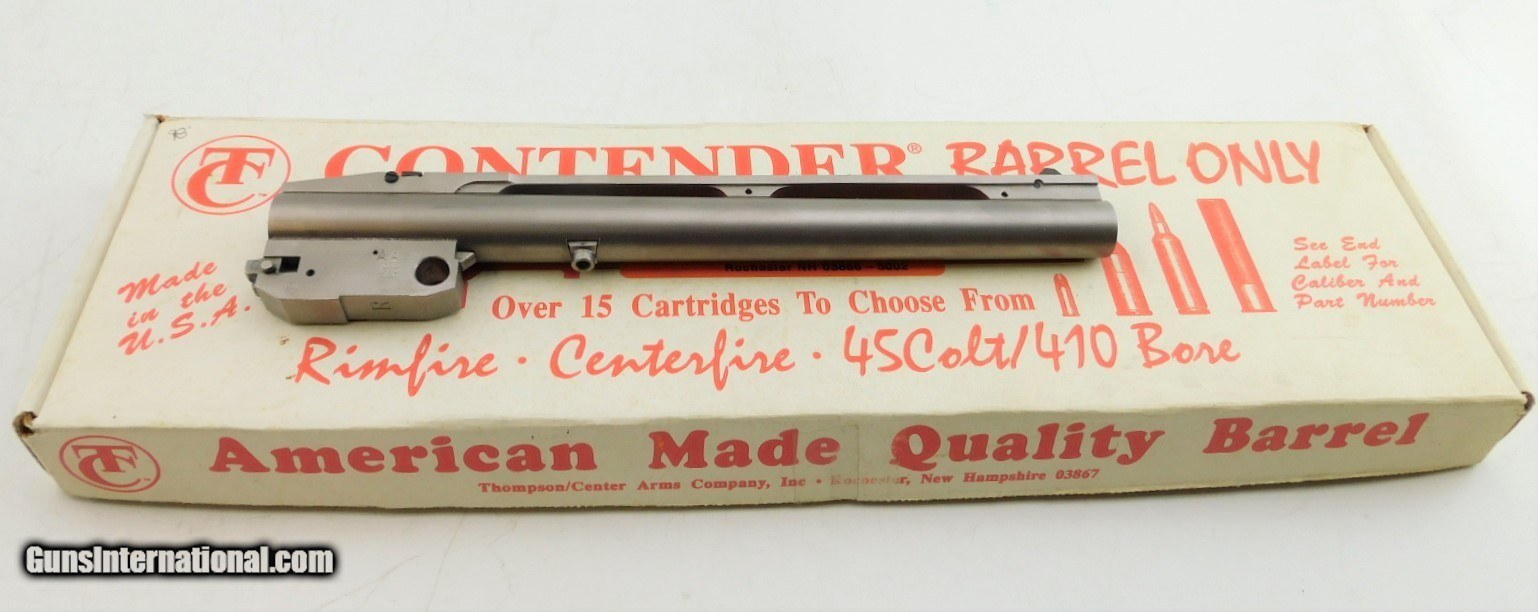 TC
CONTENDER® BARREL ONLY
Made
in the
U.S.A.
See End
Label For
Caliber And
Part Number
Over 15 Cartridges To Choose From
Rimfire · Centerfire · 45Colt/410 Bore
TC
American Made Quality Barrel
Thompson/Center Arms Company, Inc • Rochester, New Hampshire 03867
GunsInternational.com